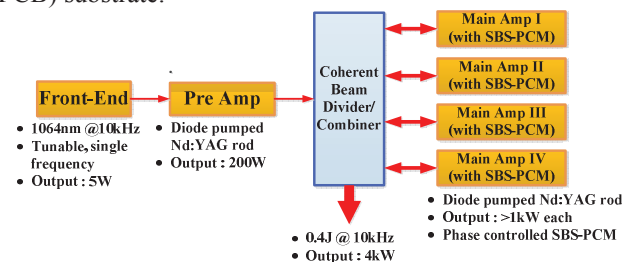 PCB) substrate.
Front-End
• 1064nm @10kHz
• Tunable, single
frequency
• Output : 5W
Pre Amp
• Diode pumped
Nd:YAG rod
• Output : 200W
Coherent
Beam
Divider/
Combiner
• 0.4J @ 10kHz
• Output : 4kW
Main Amp I
(with SBS-PCM)
Main Amp II
(with SBS-PCM)
Main Amp III
(with SBS-PCM)
Main Amp IV
(with SBS-PCM)
• Diode pumped Nd:YAG rod
• Output : >1kW each
• Phase controlled SBS-PCM